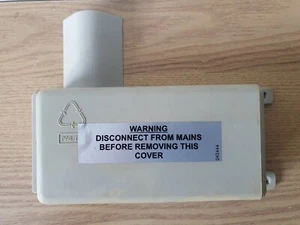 WARNING
DISCONNECT FROM MAINS
BEFORE REMOVING THIS
COVER